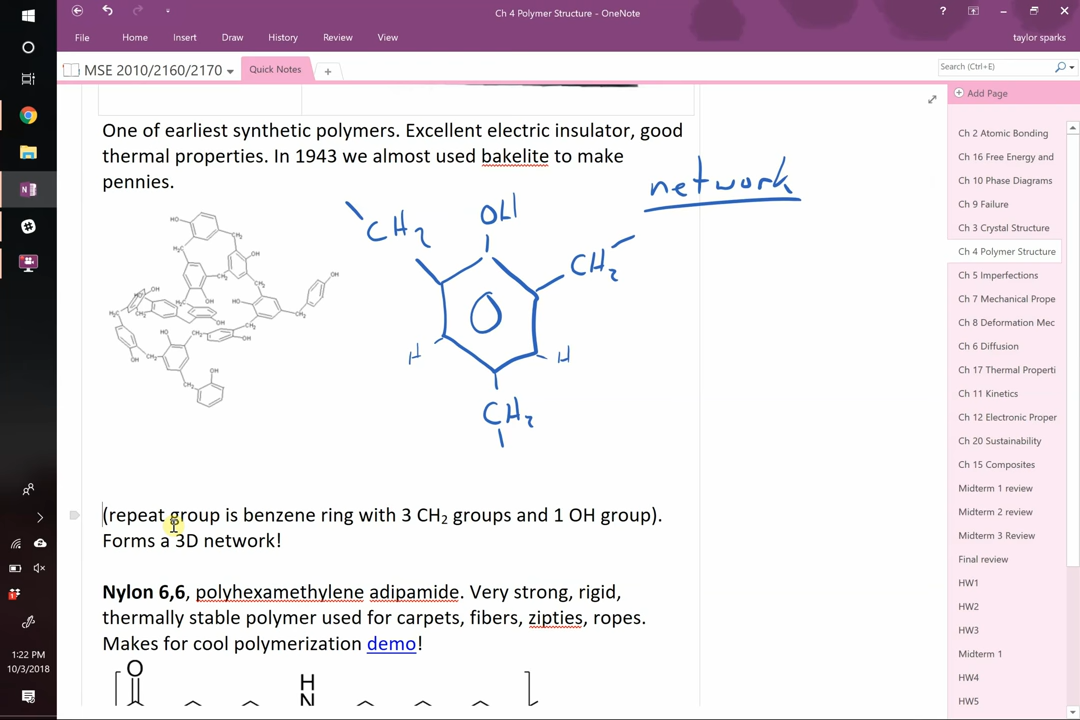 Ch 4 Polymer Structure - OneNote
?
File Home Insert Draw History Review View
taylor sparks
MSE 2010/2160/2170
Quick Notes
+
Search (Ctrl+E)
Add Page
One of earliest synthetic polymers. Excellent electric insulator, good
thermal properties. In 1943 we almost used bakelite to make
pennies.
network
OH
CH2
CH2
H
H
CH2
(repeat group is benzene ring with 3 CH2 groups and 1 OH group).
Forms a 3D network!
Nylon 6,6, polyhexamethylene adipamide. Very strong, rigid,
thermally stable polymer used for carpets, fibers, zipties, ropes.
Makes for cool polymerization demo!
O
H
N
Ch 2 Atomic Bonding
Ch 16 Free Energy and
Ch 10 Phase Diagrams
Ch 9 Failure
Ch 3 Crystal Structure
Ch 4 Polymer Structure
Ch 5 Imperfections
Ch 7 Mechanical Prope
Ch 8 Deformation Mec
Ch 6 Diffusion
Ch 17 Thermal Properti
Ch 11 Kinetics
Ch 12 Electronic Proper
Ch 20 Sustainability
Ch 15 Composites
Midterm 1 review
Midterm 2 review
Midterm 3 Review
Final review
HW1
HW2
HW3
Midterm 1
HW4
HW5
1:22 PM
10/3/2018